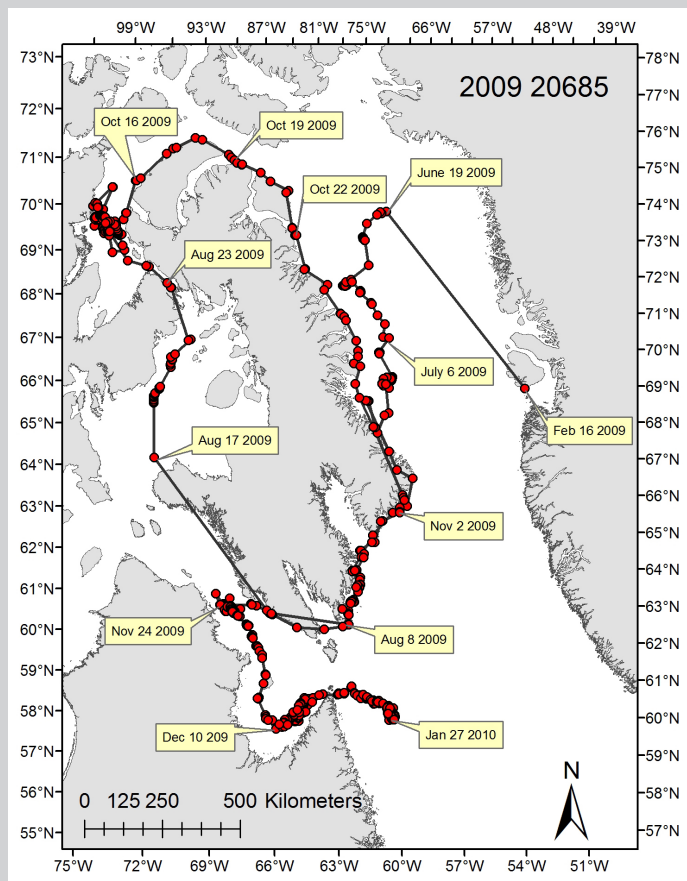 99°W 93°W 87°W 81°W 75°W 66°W 57°W 48°W 39°W
2009 20685
73°N
72°N
71°N
70°N
69°N
68°N
67°N
66°N
65°N
64°N
63°N
62°N
61°N
60°N
59°N
58°N
57°N
56°N
55°N
78°N
77°N
76°N
75°N
74°N
73°N
72°N
71°N
70°N
69°N
68°N
67°N
66°N
65°N
64°N
63°N
62°N
61°N
60°N
59°N
58°N
57°N
Oct 16 2009
Oct 19 2009
June 19 2009
Oct 22 2009
Aug 23 2009
July 6 2009
Feb 16 2009
Aug 17 2009
Nov 2 2009
Nov 24 2009
Aug 8 2009
Dec 10 209
Jan 27 2010
N
0 125 250 500 Kilometers
75°W 72°W 69°W 66°W 63°W 60°W 57°W 54°W 51°W